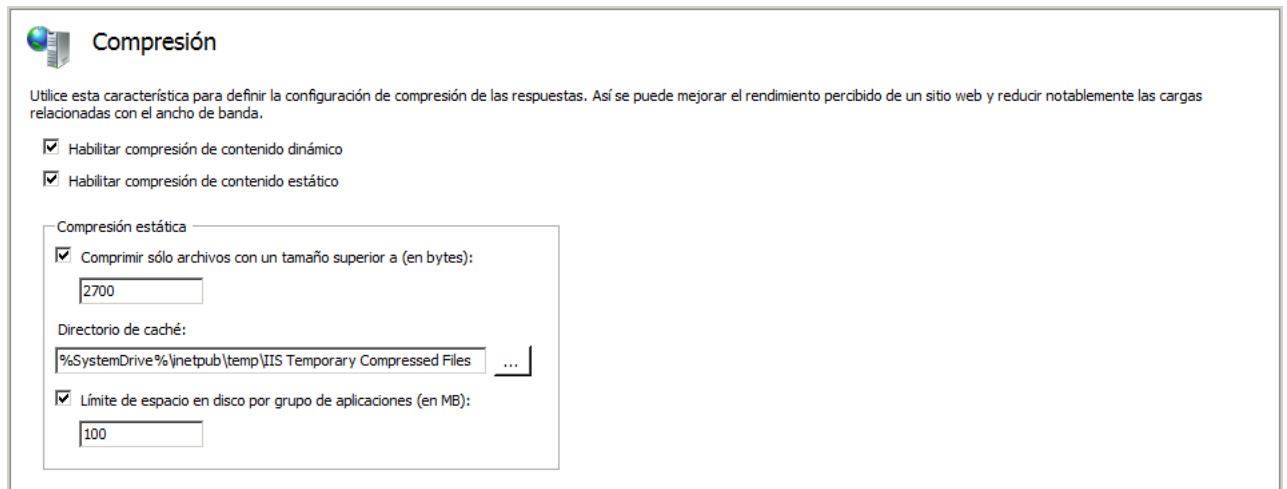 Compresión
Utilice esta característica para definir la configuración de compresión de las respuestas. Así se puede mejorar el rendimiento percibido de un sitio web y reducir notablemente las cargas
relacionadas con el ancho de banda.
Habilitar compresión de contenido dinámico
Habilitar compresión de contenido estático
Compresión estática
Comprimir sólo archivos con un tamaño superior a (en bytes):
2700
Directorio de caché:
%SystemDrive%\inetpub\temp\IIS Temporary Compressed Files ...
Límite de espacio en disco por grupo de aplicaciones (en MB):
100